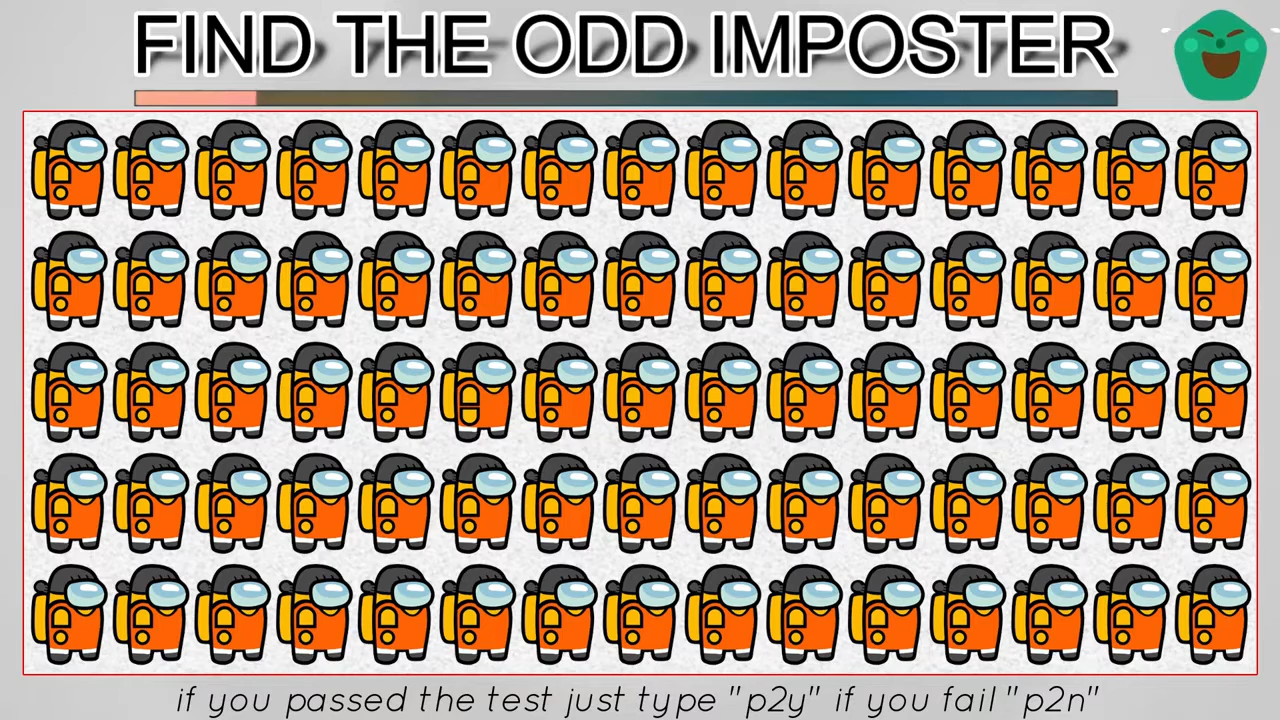 FIND THE ODD IMPOSTER
if you passed the test just type "p2y" if you fail "p2n"